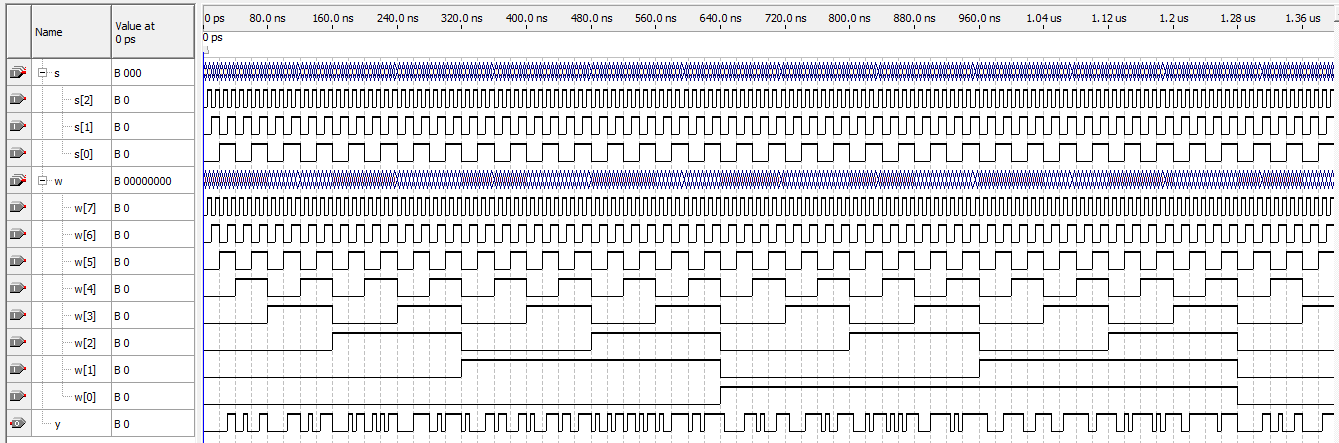 Name Value at 0 ps 0 ps 80.0 ns 160.0 ns 240.0 ns 320.0 ns 400.0 ns 480.0 ns 560.0 ns 640.0 ns 720.0 ns 800.0 ns 880.0 ns 960.0 ns 1.04 us 1.12 us 1.2 us 1.28 us 1.36 us
0 ps
s B 000
s[2] B 0
s[1] B 0
s[0] B 0
w B 00000000
w[7] B 0
w[6] B 0
w[5] B 0
w[4] B 0
w[3] B 0
w[2] B 0
w[1] B 0
w[0] B 0
y B 0